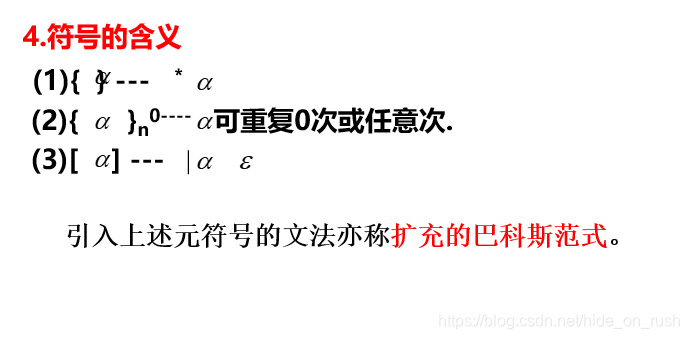 4.符号的含义
(1){ α } --- * α
(2){ α }n0---- α可重复0次或任意次.
(3)[ α ] --- | α ε
引入上述元符号的文法亦称扩充的巴科斯范式。
https://blog.csdn.net/hide_on_rush